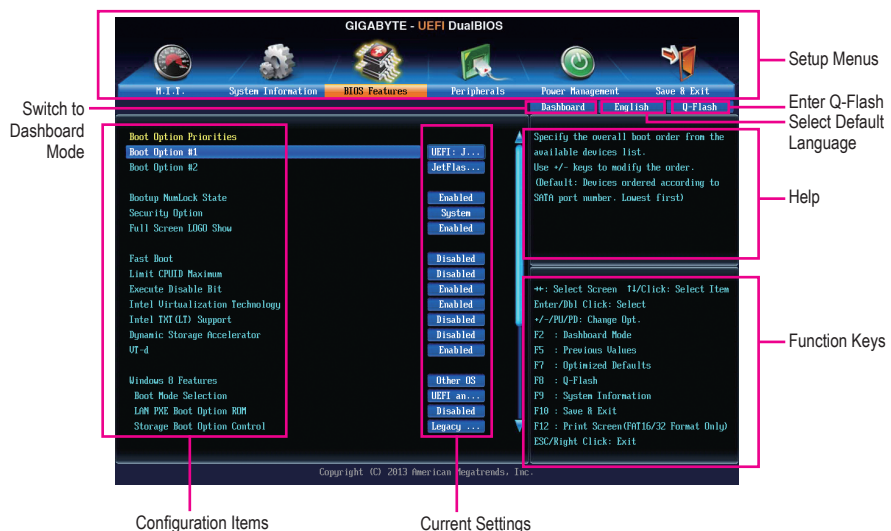 GIGABYTE - UEFI DualBIOS
M.I.T.
System Information
BIOS Features
Peripherals
Power Management
Save & Exit
Setup Menus
Switch to
Dashboard
Mode
Dashboard
English
Q-Flash
Enter Q-Flash
Select Default
Language
Boot Option Priorities
Boot Option #1 UEFI: J...
Boot Option #2 JetFlas...
Bootup NumLock State Enabled
Security Option System
Full Screen LOGO Show Enabled
Fast Boot Disabled
Limit CPUID Maximum Disabled
Execute Disable Bit Enabled
Intel Virtualization Technology Enabled
Intel TXT(LT) Support Disabled
Dynamic Storage Accelerator Disabled
VT-d Enabled
Windows 8 Features Other OS
Boot Mode Selection UEFI an...
LAN PXE Boot Option ROM Disabled
Storage Boot Option Control Legacy ...
Specify the overall boot order from the
available devices list.
Use +/- keys to modify the order.
(Default: Devices ordered according to
SATA port number. Lowest first)
Help
→←: Select Screen ↑↓/Click: Select Item
Enter/Dbl Click: Select
+/-/PU/PD: Change Opt.
F2 : Dashboard Mode
F5 : Previous Values
F7 : Optimized Defaults
F8 : Q-Flash
F9 : System Information
F10 : Save & Exit
F12 : Print Screen(FAT16/32 Format Only)
ESC/Right Click: Exit
Function Keys
Copyright (C) 2013 American Megatrends, Inc.
Configuration Items
Current Settings